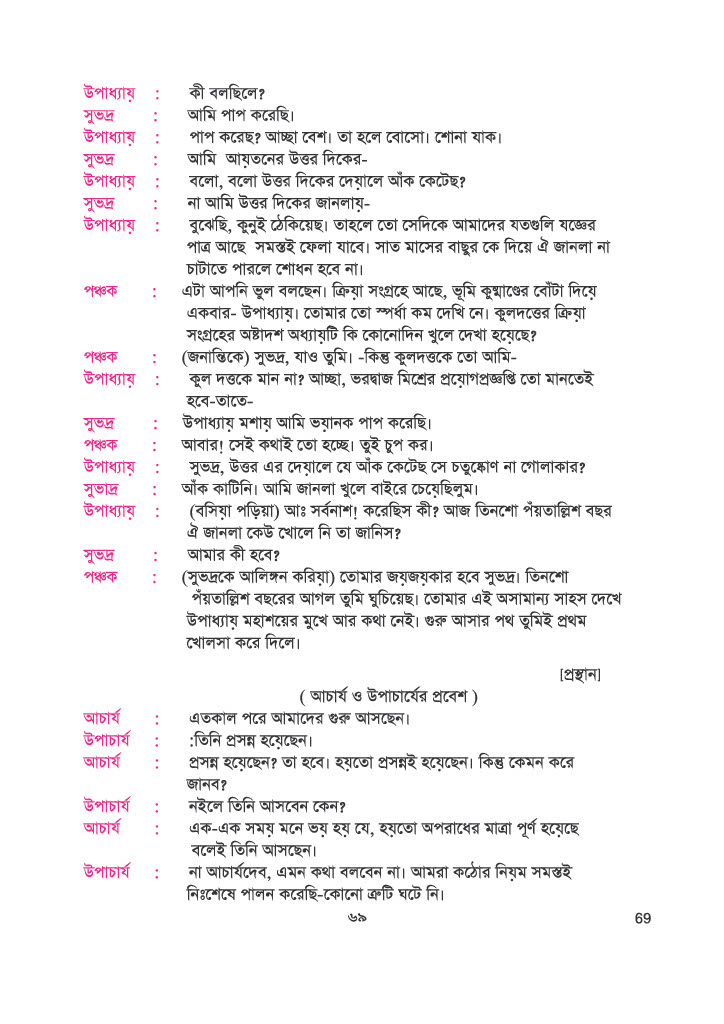 উপাধ্যায় : কী বলছিলে?
সুভদ্র : আমি পাপ করেছি।
উপাধ্যায় : পাপ করেছ? আচ্ছা বেশ। তা হলে বোসো। শোনা যাক।
সুভদ্র : আমি আয়তনের উত্তর দিকের-
উপাধ্যায় : বলো, বলো উত্তর দিকের দেয়ালে আঁক কেটেছ?
সুভদ্র : না আমি উত্তর দিকের জানলায়-
উপাধ্যায় : বুঝেছি, কুনুই ঠেকিয়েছ। তাহলে তো সেদিকে আমাদের যতগুলি যজ্ঞের
পাত্র আছে সমস্তই ফেলা যাবে। সাত মাসের বাছুর কে দিয়ে ঐ জানলা না
চাটাতে পারলে শোধন হবে না।
পঞ্চক : এটা আপনি ভুল বলছেন। ক্রিয়া সংগ্রহে আছে, ভূমি কুষ্মাণ্ডের বোঁটা দিয়ে
একবার- উপাধ্যায়। তোমার তো স্পর্ধা কম দেখি নে। কুলদত্তের ক্রিয়া
সংগ্রহের অষ্টাদশ অধ্যায়টি কি কোনোদিন খুলে দেখা হয়েছে?
পঞ্চক : (জনান্তিকে) সুভদ্র, যাও তুমি। -কিন্তু কুলদত্তকে তো আমি-
উপাধ্যায় : কুল দত্তকে মান না? আচ্ছা, ভরদ্বাজ মিশ্রের প্রয়োগপ্রজ্ঞপ্তি তো মানতেই
হবে-তাতে-
সুভদ্র : উপাধ্যায় মশায় আমি ভয়ানক পাপ করেছি।
পঞ্চক : আবার! সেই কথাই তো হচ্ছে। তুই চুপ কর।
উপাধ্যায় : সুভদ্র, উত্তর এর দেয়ালে যে আঁক কেটেছ সে চতুষ্কোণ না গোলাকার?
সুভাদ্র : আঁক কাটিনি। আমি জানলা খুলে বাইরে চেয়েছিলুম।
উপাধ্যায় : (বসিয়া পড়িয়া) আঃ সর্বনাশ! করেছিস কী? আজ তিনশো পঁয়তাল্লিশ বছর
ঐ জানলা কেউ খোলে নি তা জানিস?
সুভদ্র : আমার কী হবে?
পঞ্চক : (সুভদ্রকে আলিঙ্গন করিয়া) তোমার জয়জয়কার হবে সুভদ্র। তিনশো
পঁয়তাল্লিশ বছরের আগল তুমি ঘুচিয়েছ। তোমার এই অসামান্য সাহস দেখে
উপাধ্যায় মহাশয়ের মুখে আর কথা নেই। গুরু আসার পথ তুমিই প্রথম
খোলসা করে দিলে।
[প্রস্থান]
( আচার্য ও উপাচার্যের প্রবেশ )
আচার্য : এতকাল পরে আমাদের গুরু আসছেন।
উপাচার্য : :তিনি প্রসন্ন হয়েছেন।
আচার্য : প্রসন্ন হয়েছেন? তা হবে। হয়তো প্রসন্নই হয়েছেন। কিন্তু কেমন করে
জানব?
উপাচার্য : নইলে তিনি আসবেন কেন?
আচার্য : এক-এক সময় মনে ভয় হয় যে, হয়তো অপরাধের মাত্রা পূর্ণ হয়েছে
বলেই তিনি আসছেন।
উপাচার্য : না আচার্যদেব, এমন কথা বলবেন না। আমরা কঠোর নিয়ম সমস্তই
নিঃশেষে পালন করেছি-কোনো ত্রুটি ঘটে নি।
৬৯ 69